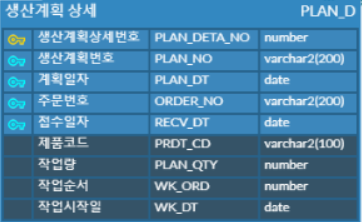 생산계획 상세 PLAN_D
생산계획상세번호 PLAN_DETA_NO number
생산계획번호 PLAN_NO varchar2(200)
계획일자 PLAN_DT date
주문번호 ORDER_NO varchar2(200)
접수일자 RECV_DT date
제품코드 PRDT_CD varchar2(100)
작업량 PLAN_QTY number
작업순서 WK_ORD number
작업시작일 WK_DT date